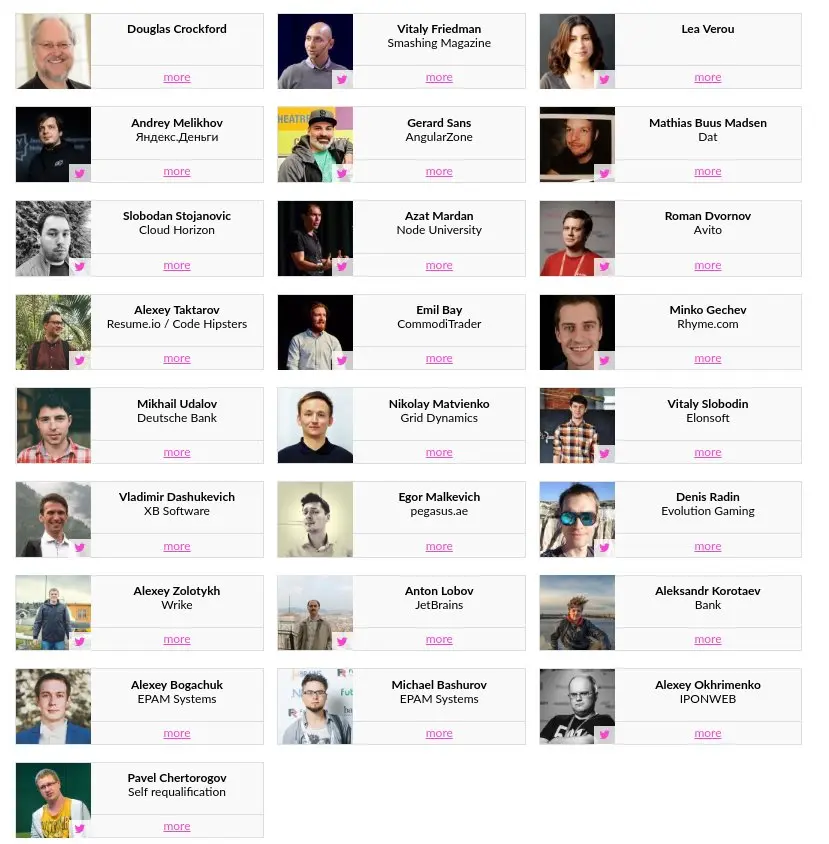 Douglas Crockford
more
Vitaly Friedman
Smashing Magazine
more
Lea Verou
more
Andrey Melikhov
Яндекс.Деньги
more
Gerard Sans
AngularZone
more
Mathias Buus Madsen
Dat
more
Slobodan Stojanovic
Cloud Horizon
more
Azat Mardan
Node University
more
Roman Dvornov
Avito
more
Alexey Taktarov
Resume.io / Code Hipsters
more
Emil Bay
CommodiTrader
more
Minko Gechev
Rhyme.com
more
Mikhail Udalov
Deutsche Bank
more
Nikolay Matvienko
Grid Dynamics
more
Vitaly Slobodin
Elonsoft
more
Vladimir Dashukevich
XB Software
more
Egor Malkevich
pegasus.ae
more
Denis Radin
Evolution Gaming
more
Alexey Zolotykh
Wrike
more
Anton Lobov
JetBrains
more
Aleksandr Korotaev
Bank
more
Alexey Bogachuk
EPAM Systems
more
Michael Bashurov
EPAM Systems
more
Alexey Okhrimenko
IPONWEB
more
Pavel Chertorogov
Self requalification
more